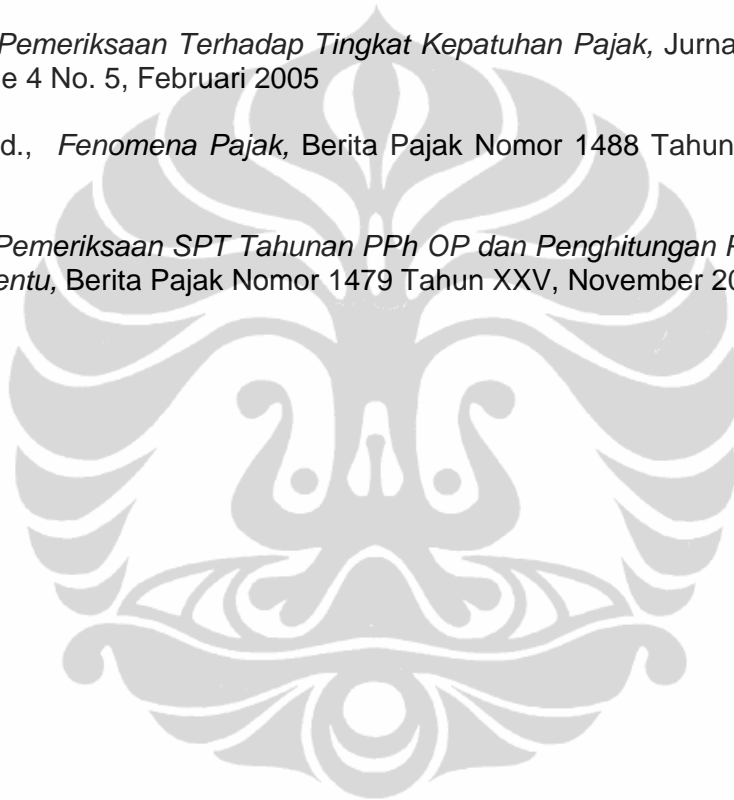 Pemeriksaan Terhadap Tingkat Kepatuhan Pajak, Jurna
e 4 No. 5, Februari 2005
d., Fenomena Pajak, Berita Pajak Nomor 1488 Tahun
Pemeriksaan SPT Tahunan PPh OP dan Penghitungan
entu, Berita Pajak Nomor 1479 Tahun XXV, November 20